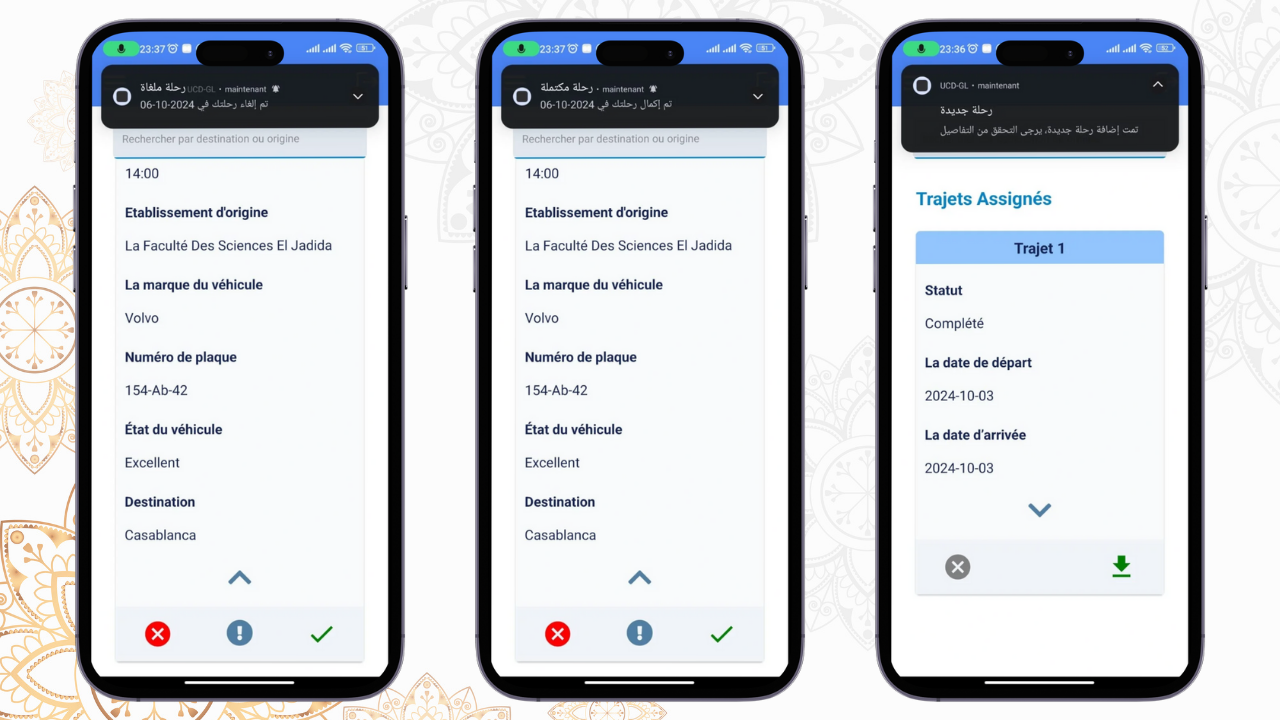 23:37
51
UCD-GL • maintenant رحلة ملغاة
تم إلغاء رحلتك في 2024-10-06
Rechercher par destination ou origine
14:00
Etablissement d'origine
La Faculté Des Sciences El Jadida
La marque du véhicule
Volvo
Numéro de plaque
154-Ab-42
État du véhicule
Excellent
Destination
Casablanca
23:37
51
رحلة مكتملة • maintenant
تم إكمال رحلتك في 2024-10-06
Rechercher par destination ou origine
14:00
Etablissement d'origine
La Faculté Des Sciences El Jadida
La marque du véhicule
Volvo
Numéro de plaque
154-Ab-42
État du véhicule
Excellent
Destination
Casablanca
23:36
52
UCD-GL • maintenant
رحلة جديدة
تمت إضافة رحلة جديدة، يرجى التحقق من التفاصيل
Trajets Assignés
Trajet 1
Statut
Complété
La date de départ
2024-10-03
La date d'arrivée
2024-10-03